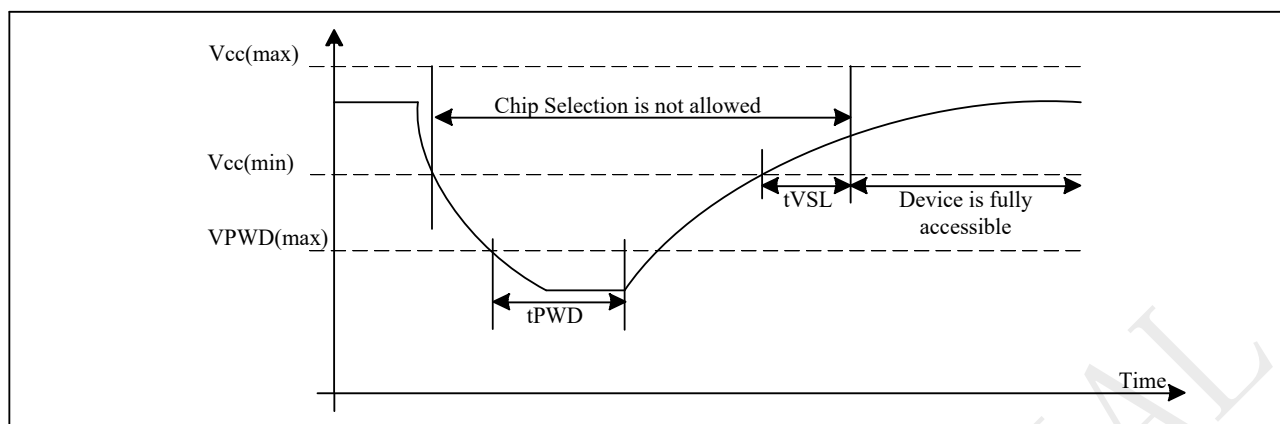 Vcc(max)
Chip Selection is not allowed
Vcc(min)
tVSL
Device is fully
accessible
VPWD(max)
tPWD
Time